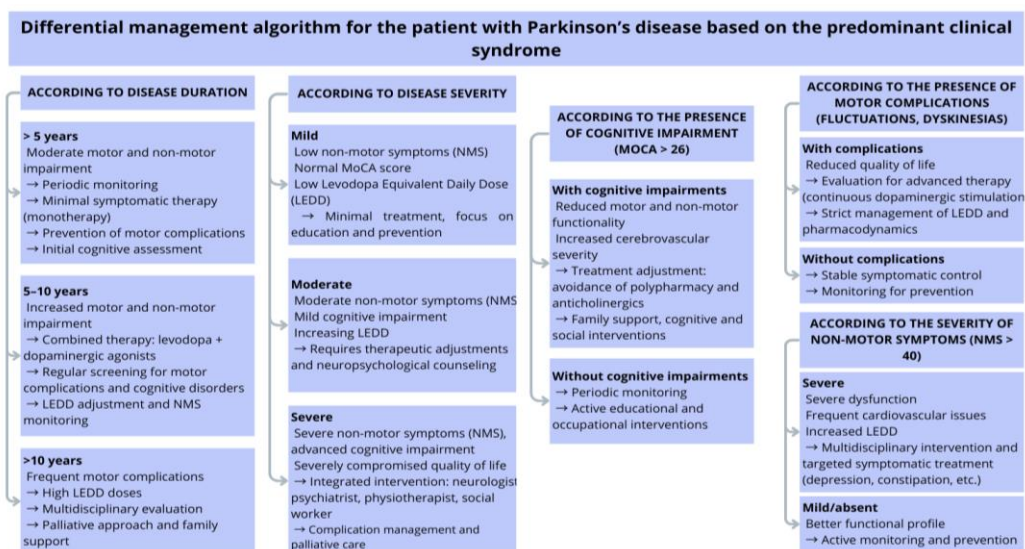 Differential management algorithm for the patient with Parkinson's disease based on the predominant clinical
syndrome
ACCORDING TO DISEASE DURATION
> 5 years
Moderate motor and non-motor
impairment
→ Periodic monitoring
→ Minimal symptomatic therapy
(monotherapy)
→ Prevention of motor complications
→ Initial cognitive assessment
5–10 years
Increased motor and non-motor
impairment
→ Combined therapy: levodopa +
dopaminergic agonists
→ Regular screening for motor
complications and cognitive disorders
→ LEDD adjustment and NMS
monitoring
>10 years
Frequent motor complications
→ High LEDD doses
→ Multidisciplinary evaluation
→ Palliative approach and family
support
ACCORDING TO DISEASE SEVERITY
Mild
Low non-motor symptoms (NMS)
Normal MoCA score
Low Levodopa Equivalent Daily Dose
(LEDD)
→ Minimal treatment, focus on
education and prevention
Moderate
Moderate non-motor symptoms (NMS
Mild cognitive impairment
Increasing LEDD
→ Requires therapeutic adjustments
and neuropsychological counseling
Severe
Severe non-motor symptoms (NMS),
advanced cognitive impairment
Severely compromised quality of life
→ Integrated intervention: neurologist
psychiatrist, physiotherapist, social
worker
→ Complication management and
palliative care
ACCORDING TO THE PRESENCE
OF COGNITIVE IMPAIRMENT
(MOCA > 26)
With cognitive impairments
Reduced motor and non-motor
functionality
Increased cerebrovascular
severity
→ Treatment adjustment:
avoidance of polypharmacy and
anticholinergics
→ Family support, cognitive and
social interventions
Without cognitive impairments
→ Periodic monitoring
→ Active educational and
occupational interventions
ACCORDING TO THE PRESENCE OF
MOTOR COMPLICATIONS
(FLUCTUATIONS, DYSKINESIAS)
With complications
Reduced quality of life
→ Evaluation for advanced therapy
(continuous dopaminergic stimulation
→ Strict management of LEDD and
pharmacodynamics
Without complications
→ Stable symptomatic control
→ Monitoring for prevention
ACCORDING TO THE SEVERITY OF
NON-MOTOR SYMPTOMS (NMS >
40)
Severe
Severe dysfunction
Frequent cardiovascular issues
Increased LEDD
→ Multidisciplinary intervention and
targeted symptomatic treatment
(depression, constipation, etc.)
Mild/absent
Better functional profile
→ Active monitoring and prevention